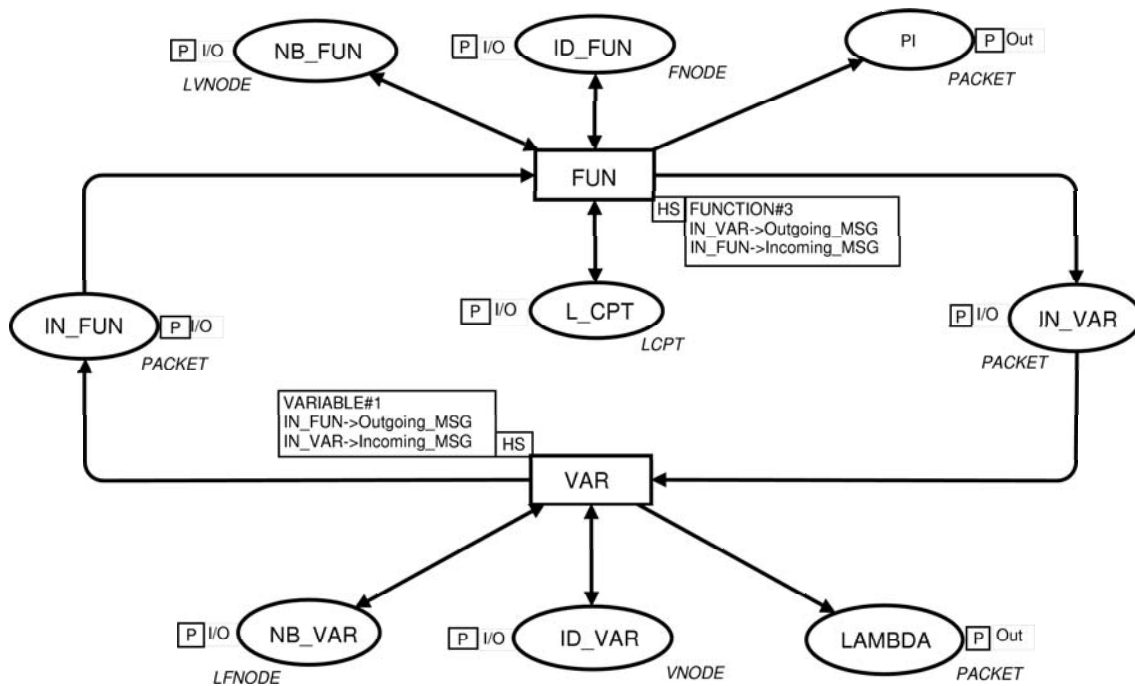 P I/O NB_FUN
LVNODE
P I/O ID_FUN
FNODE
PI P Out
PACKET
FUN
HS FUNCTION#3
IN_VAR->Outgoing_MSG
IN_FUN->Incoming_MSG
IN_FUN P I/O
PACKET
P I/O L_CPT
LCPT
P I/O IN_VAR
PACKET
VARIABLE#1
IN_FUN->Outgoing_MSG
IN_VAR->Incoming_MSG HS
VAR
P I/O NB_VAR
LFNODE
P I/O ID_VAR
VNODE
LAMBDA P Out
PACKET